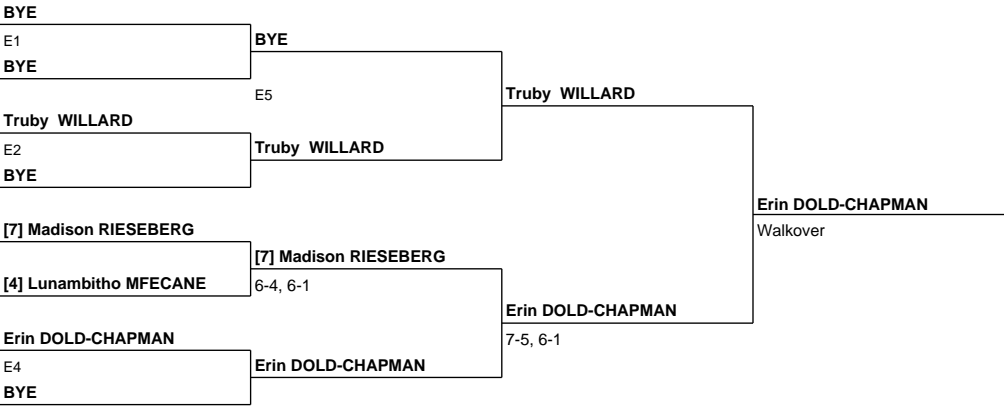 BYE
E1
BYE
BYE
E5
Truby WILLARD
Truby WILLARD
E2
Truby WILLARD
BYE
Erin DOLD-CHAPMAN
Walkover
[7] Madison RIESEBERG
[7] Madison RIESEBERG
[4] Lunambitho MFECANE
6-4, 6-1
Erin DOLD-CHAPMAN
7-5, 6-1
Erin DOLD-CHAPMAN
E4
Erin DOLD-CHAPMAN
BYE